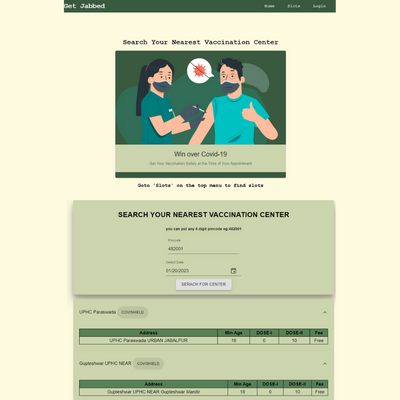 Get Jabbed
Home Slots Login
Search Your Nearest Vaccination Center
Win over Covid-19
Get Your Vaccination Safely at the Time of Your Appointment
Goto 'Slots' on the top menu to find slots
SEARCH YOUR NEAREST VACCINATION CENTER
you can put any 6 digit pincode eg:482001
Pincode
482001
Select Date
01/20/2023
SERACH FOR CENTER
UPHC Paraswada COVISHIELD
Address Min Age DOSE-I DOSE-II Fee
UPHC Paraswada URBAN JABALPUR 18 0 10 Free
Gupteshwar UPHC NEAR COVISHIELD
Address Min Age DOSE-I DOSE-II Fee
Gupteshwar UPHC NEAR Gupteshwar Mandir 18 0 10 Free